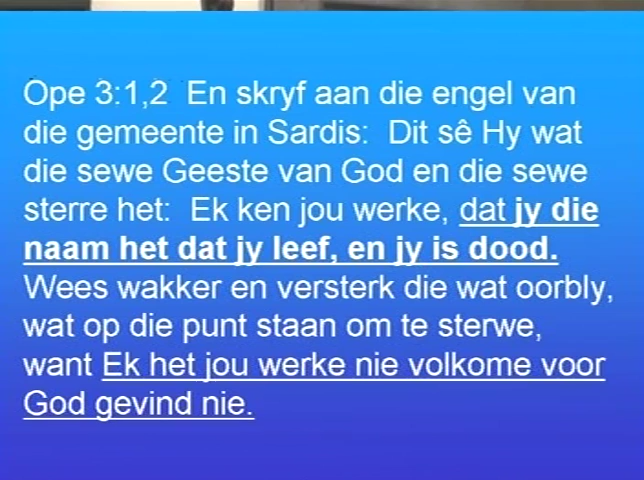 Ope 3:1,2  En skryf aan die engel van
die gemeente in Sardis:  Dit sê Hy wat
die sewe Geeste van God en die sewe
sterre het:  Ek ken jou werke, dat jy die
naam het dat jy leef, en jy is dood.
Wees wakker en versterk die wat oorbly,
wat op die punt staan om te sterwe,
want Ek het jou werke nie volkome voor
God gevind nie.